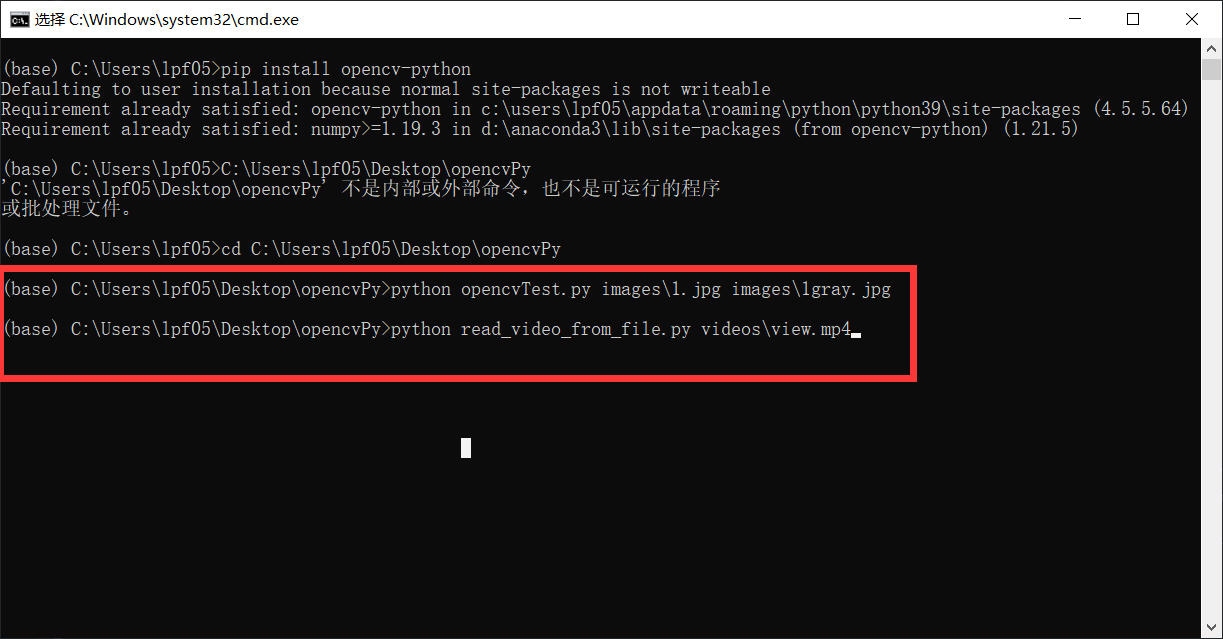 选择 C:\Windows\system32\cmd.exe
(base) C:\Users\lpf05>pip install opencv-python
Defaulting to user installation because normal site-packages is not writeable
Requirement already satisfied: opencv-python in c:\users\lpf05\appdata\roaming\python\python39\site-packages (4.5.5.64)
Requirement already satisfied: numpy>=1.19.3 in d:\anaconda3\lib\site-packages (from opencv-python) (1.21.5)
(base) C:\Users\lpf05>C:\Users\lpf05\Desktop\opencvPy
'C:\Users\lpf05\Desktop\opencvPy' 不是内部或外部命令，也不是可运行的程序
或批处理文件。
(base) C:\Users\lpf05>cd C:\Users\lpf05\Desktop\opencvPy
(base) C:\Users\lpf05\Desktop\opencvPy>python opencvTest.py images\1.jpg images\1gray.jpg
(base) C:\Users\lpf05\Desktop\opencvPy>python read_video_from_file.py videos\view.mp4